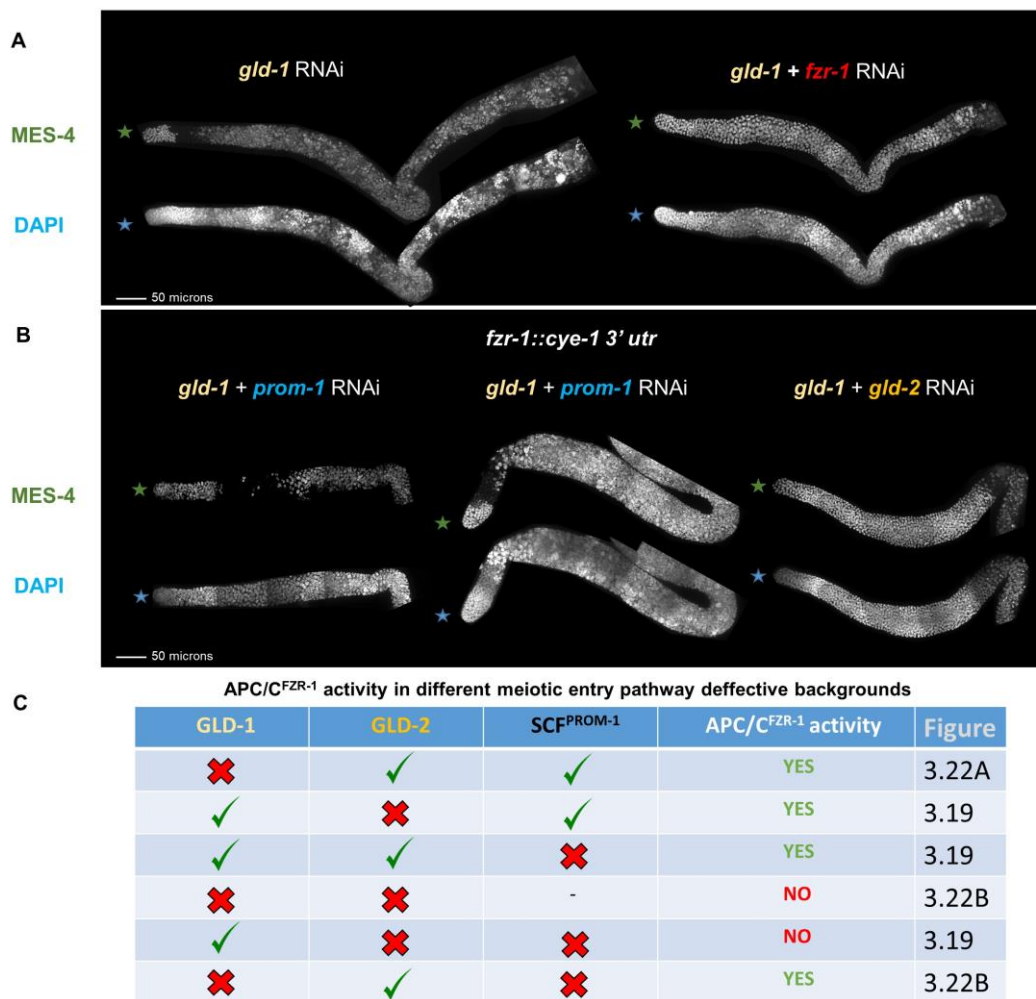 A
gld-1 RNAi
gld-1 + fzr-1 RNAi
MES-4
DAPI
50 microns
B
fzr-1::cye-1 3' utr
gld-1 + prom-1 RNAi
gld-1 + prom-1 RNAi
gld-1 + gld-2 RNAi
MES-4
DAPI
50 microns
C
APC/C^FZR-1 activity in different meiotic entry pathway deffective backgrounds
GLD-1 GLD-2 SCF^PROM-1 APC/C^FZR-1 activity Figure
✖ ✓ ✓ YES 3.22A
✓ ✖ ✓ YES 3.19
✓ ✓ ✖ YES 3.19
✖ ✖ - NO 3.22B
✓ ✖ ✖ NO 3.19
✖ ✓ ✖ YES 3.22B